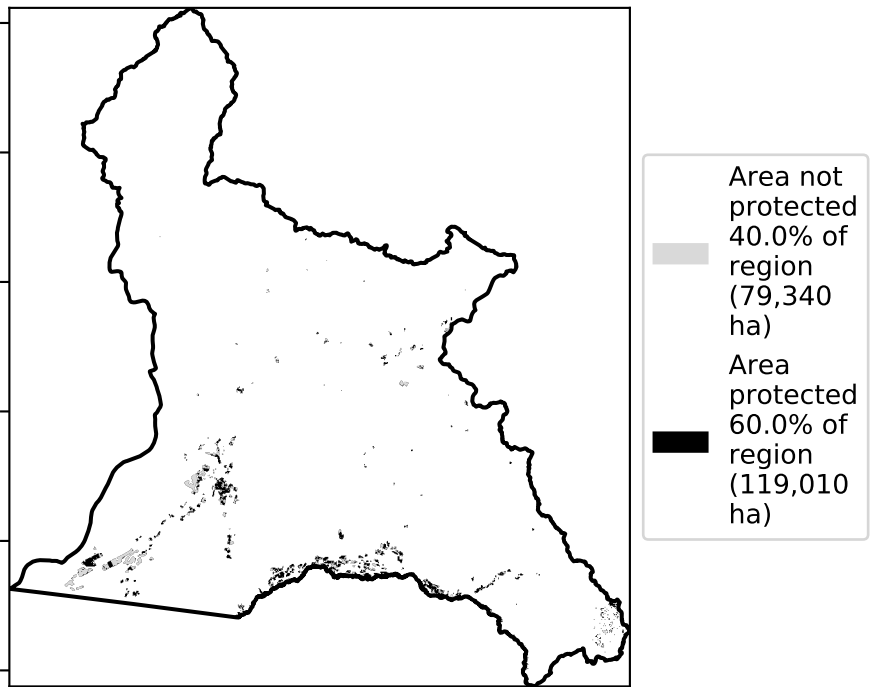 Area not
protected
40.0% of
region
(79,340
ha)
Area
protected
60.0% of
region
(119,010
ha)